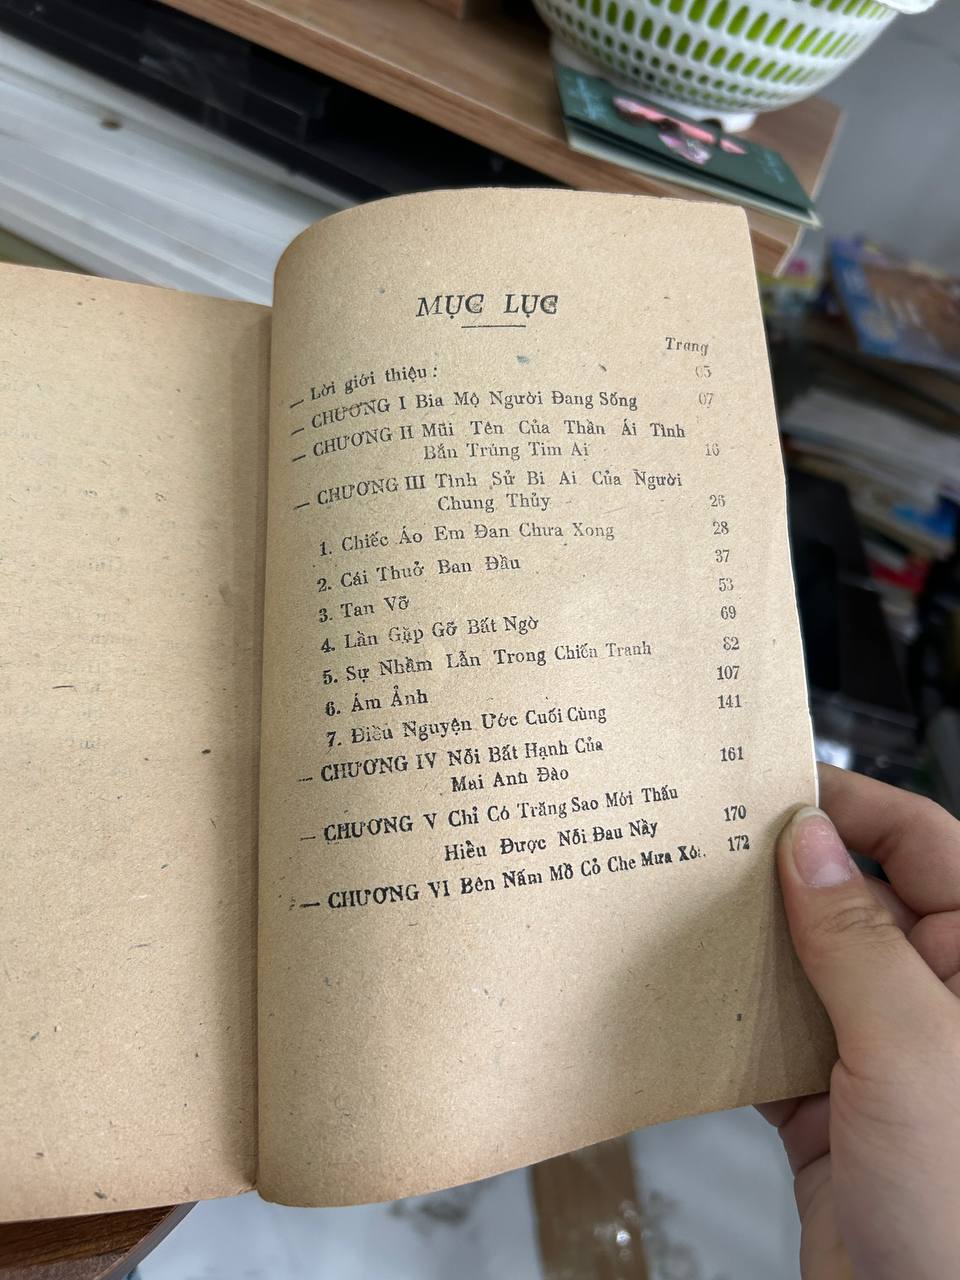 MỤC LỤC
Trang
— Lời giới thiệu : 05
— CHƯƠNG I Bia Mộ Người Đang Sống 07
— CHƯƠNG II Mũi Tên Của Thần Ái Tình
Bắn Trúng Tim Ai 16
— CHƯƠNG III Tình Sử Bi Ai Của Người
Chung Thủy 26
1. Chiếc Áo Em Đan Chưa Xong 28
2. Cái Thuở Ban Đầu 37
3. Tan Vỡ 53
4. Lần Gặp Gỡ Bất Ngờ 69
5. Sự Nhầm Lẫn Trong Chiến Tranh 82
6. Ám Ảnh 107
7. Điều Nguyện Ước Cuối Cùng 141
— CHƯƠNG IV Nỗi Bất Hạnh Của
Mai Anh Đào 161
— CHƯƠNG V Chỉ Có Trăng Sao Mới Thấu
Hiểu Được Nỗi Đau Nầy 170
— CHƯƠNG VI Bên Nấm Mồ Cỏ Che Mưa 172